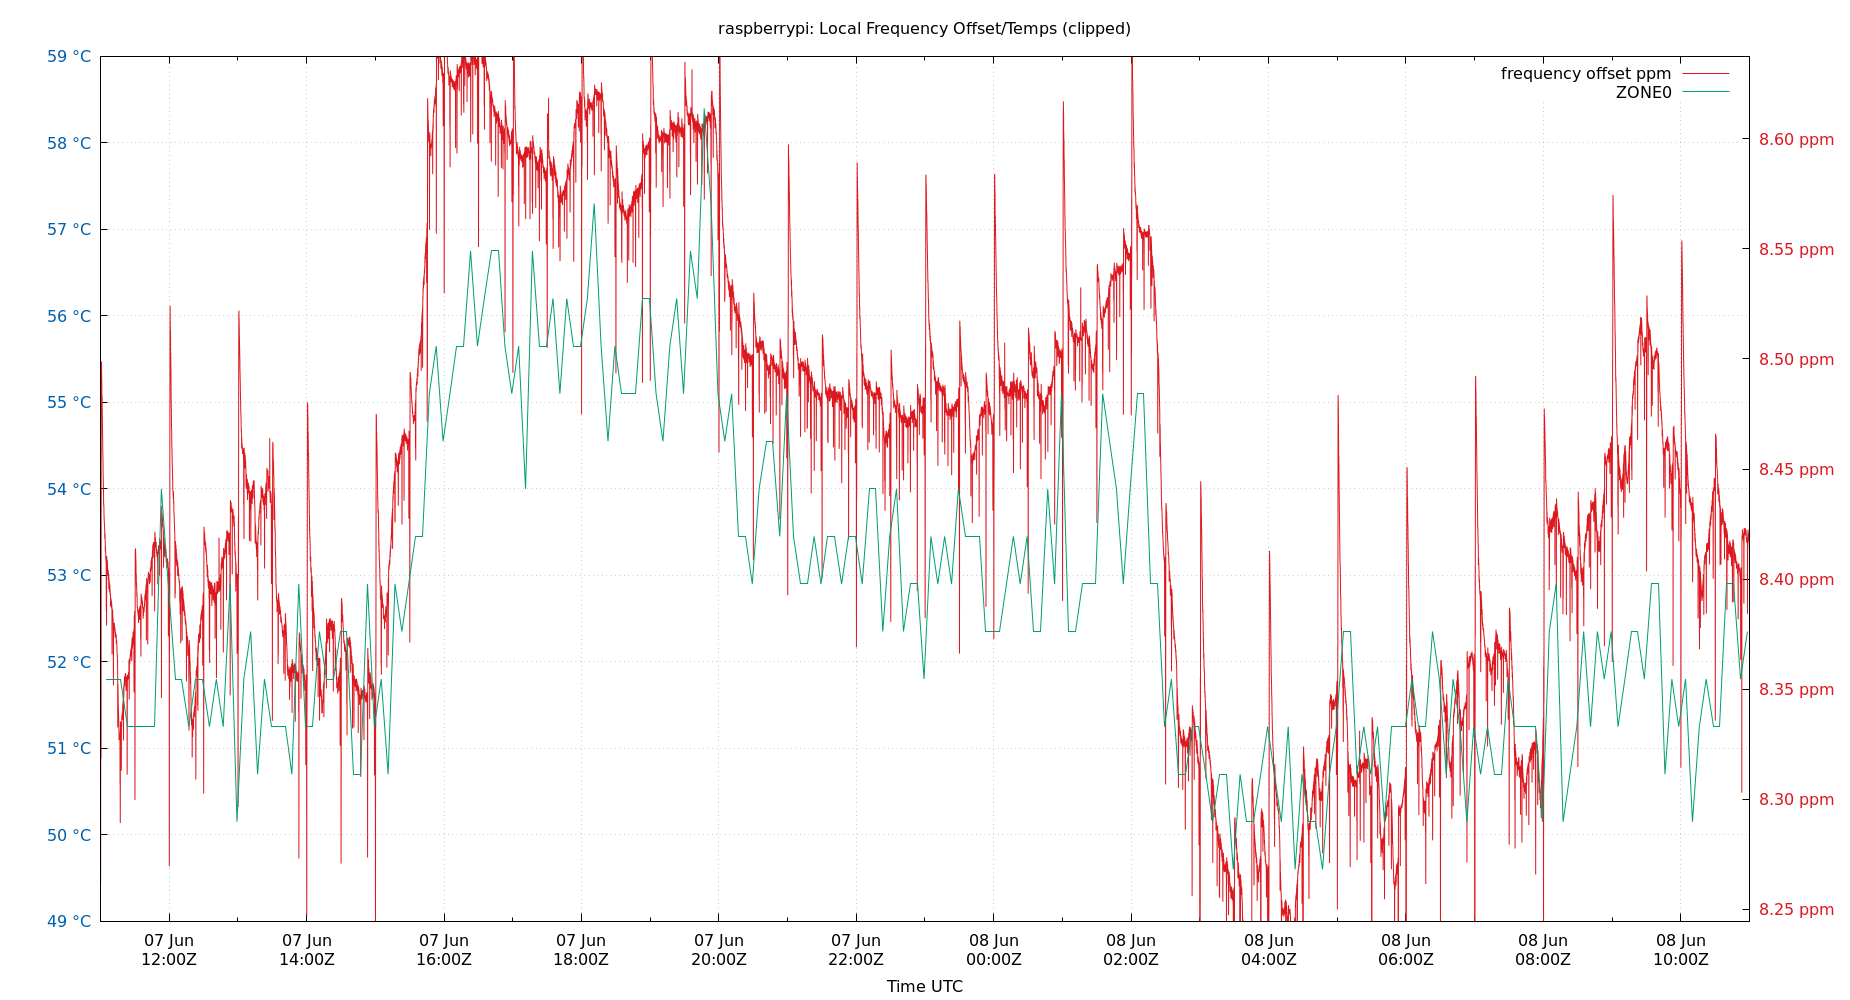 raspberrypi: Local Frequency Offset/Temps (clipped)
59 °C
58 °C
57 °C
56 °C
55 °C
54 °C
53 °C
52 °C
51 °C
50 °C
49 °C
frequency offset ppm
ZONE0
8.60 ppm
8.55 ppm
8.50 ppm
8.45 ppm
8.40 ppm
8.35 ppm
8.30 ppm
8.25 ppm
07 Jun 07 Jun 07 Jun 07 Jun 07 Jun 07 Jun 08 Jun 08 Jun 08 Jun 08 Jun 08 Jun 08 Jun
12:00Z 14:00Z 16:00Z 18:00Z 20:00Z 22:00Z 00:00Z 02:00Z 04:00Z 06:00Z 08:00Z 10:00Z
Time UTC